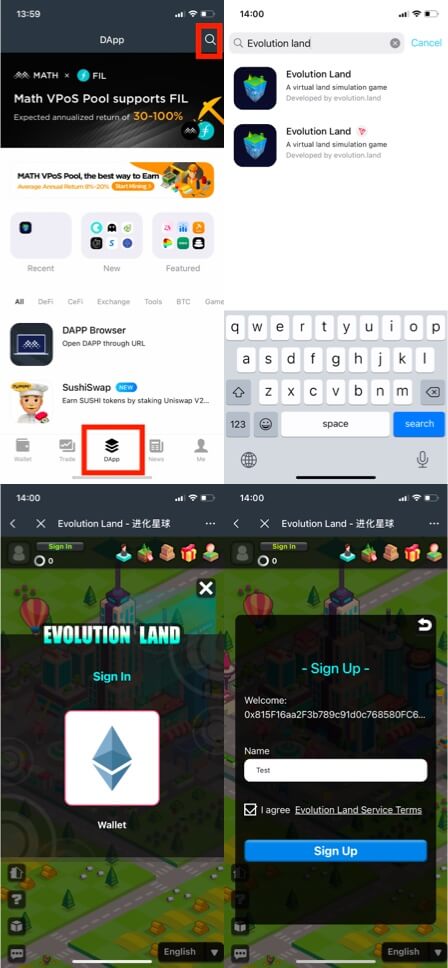 13:59
DApp
MATH x FIL
Math VPoS Pool supports FIL
Expected annualized return of 30-100%
MATH VPoS Pool, the best way to Earn
Average Annual Return 8%-20%
Start Mining >
Recent
New
Featured
All
DeFi
CeFi
Exchange
Tools
BTC
Game
DAPP Browser
Open DAPP through URL
SushiSwap NEW
Earn SUSHI tokens by staking Uniswap V2...
Wallet
Trade
DApp
News
Me
14:00
Evolution land
Cancel
Evolution Land
A virtual land simulation game
Developed by evolution.land
Evolution Land
A virtual land simulation game
Developed by evolution.land
q w e r t y u i o p
a s d f g h j k l
z x c v b n m
123
space
search
14:00
Evolution Land - 进化星球
Sign In
0
EVOLUTION LAND
Sign In
Wallet
?
English
14:00
Evolution Land - 进化星球
Sign In
0
- Sign Up -
Welcome:
0x815F16aa2F3b789c91d0c768580FC6...
Name
Test
I agree Evolution Land Service Terms
Sign Up
?
English